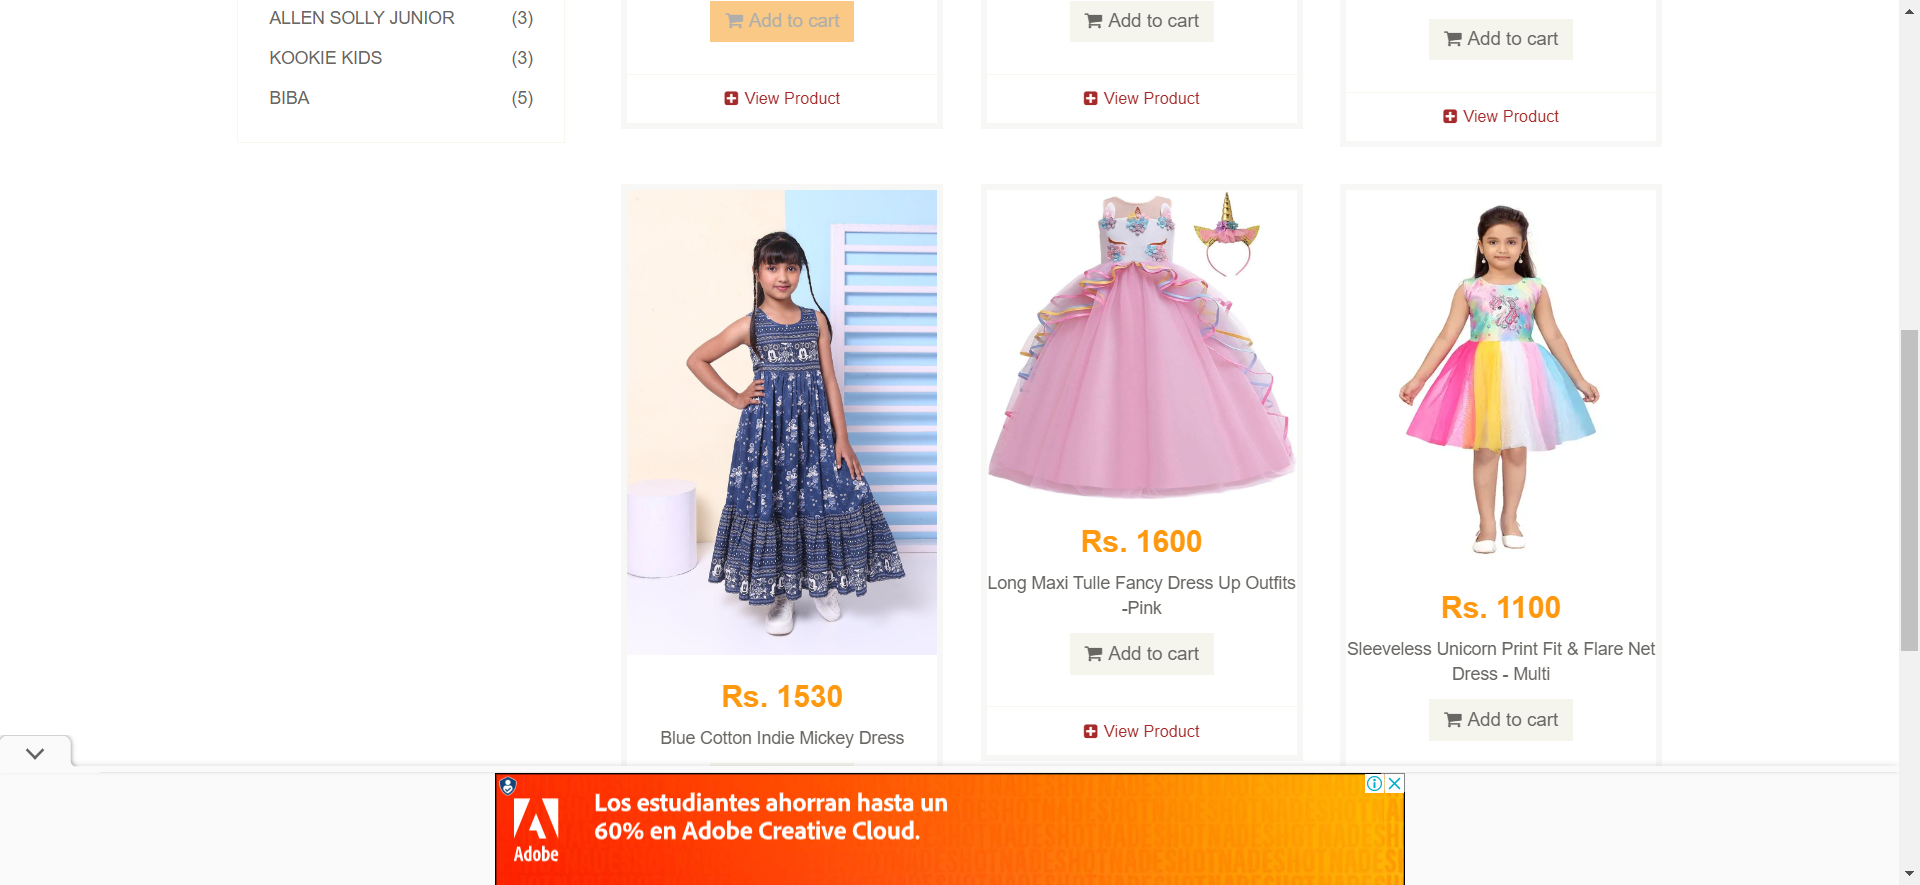 ALLEN SOLLY JUNIOR (3)
KOOKIE KIDS (3)
BIBA (5)
Add to cart
View Product
Add to cart
View Product
Add to cart
View Product
Rs. 1530
Blue Cotton Indie Mickey Dress
Rs. 1600
Long Maxi Tulle Fancy Dress Up Outfits
-Pink
Add to cart
View Product
Rs. 1100
Sleeveless Unicorn Print Fit & Flare Net
Dress - Multi
Add to cart
Adobe
Los estudiantes ahorran hasta un
60% en Adobe Creative Cloud.